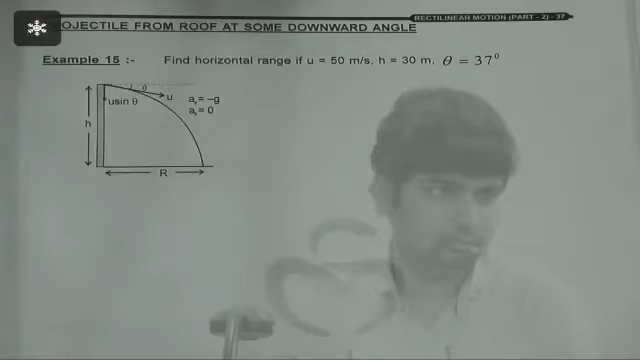 RECTILINEAR MOTION (PART - 2) - 37
OJECTILE FROM ROOF AT SOME DOWNWARD ANGLE
Example 15 :- Find horizontal range if u = 50 m/s, h = 30 m, θ = 37⁰
θ
u
usin θ
aᵧ = –g
aₓ = 0
h
R